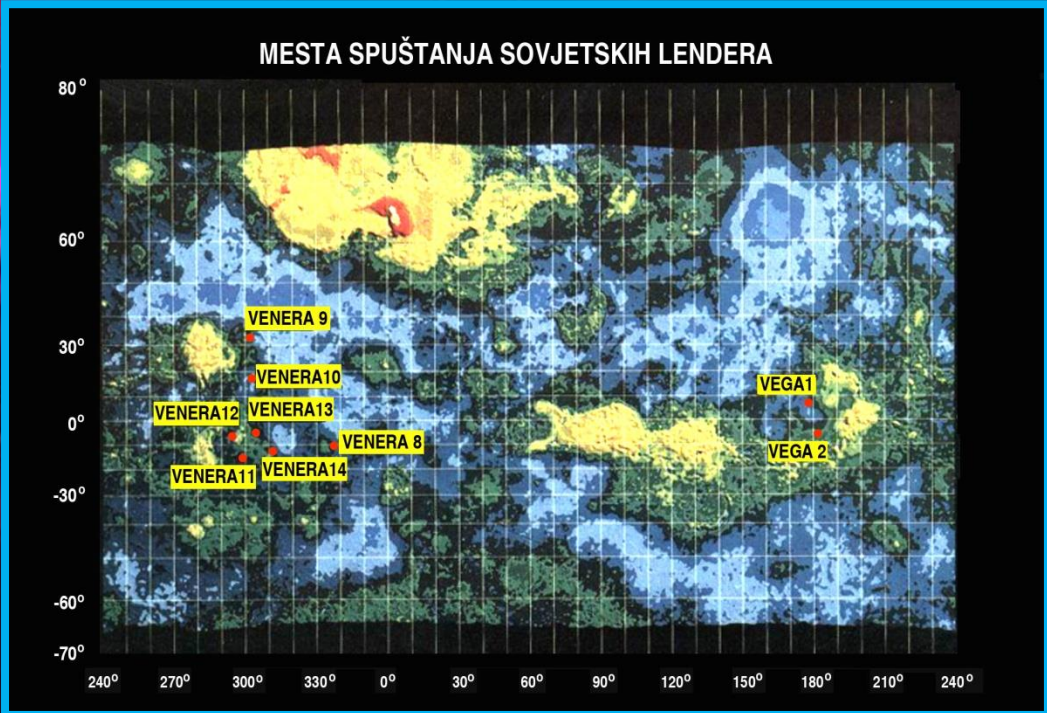 MESTA SPUŠTANJA SOVJETSKIH LENDERA
80°
60°
30°
0°
-30°
-60°
-70°
VENERA 9
VENERA10
VENERA12
VENERA13
VENERA 8
VENERA11
VENERA14
VEGA1
VEGA 2
240° 270° 300° 330° 0° 30° 60° 90° 120° 150° 180° 210° 240°